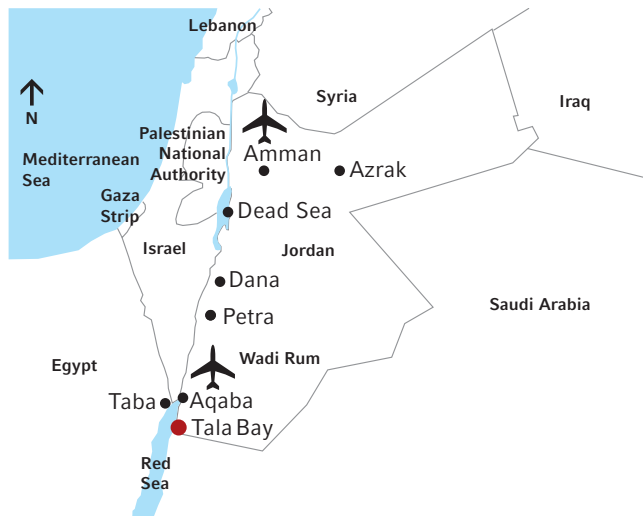 Lebanon
Syria
Iraq
N
Palestinian
National
Authority
Amman
Azrak
Mediterranean
Sea
Gaza
Strip
Dead Sea
Israel
Jordan
Dana
Saudi Arabia
Petra
Egypt
Wadi Rum
Taba
Aqaba
Tala Bay
Red
Sea